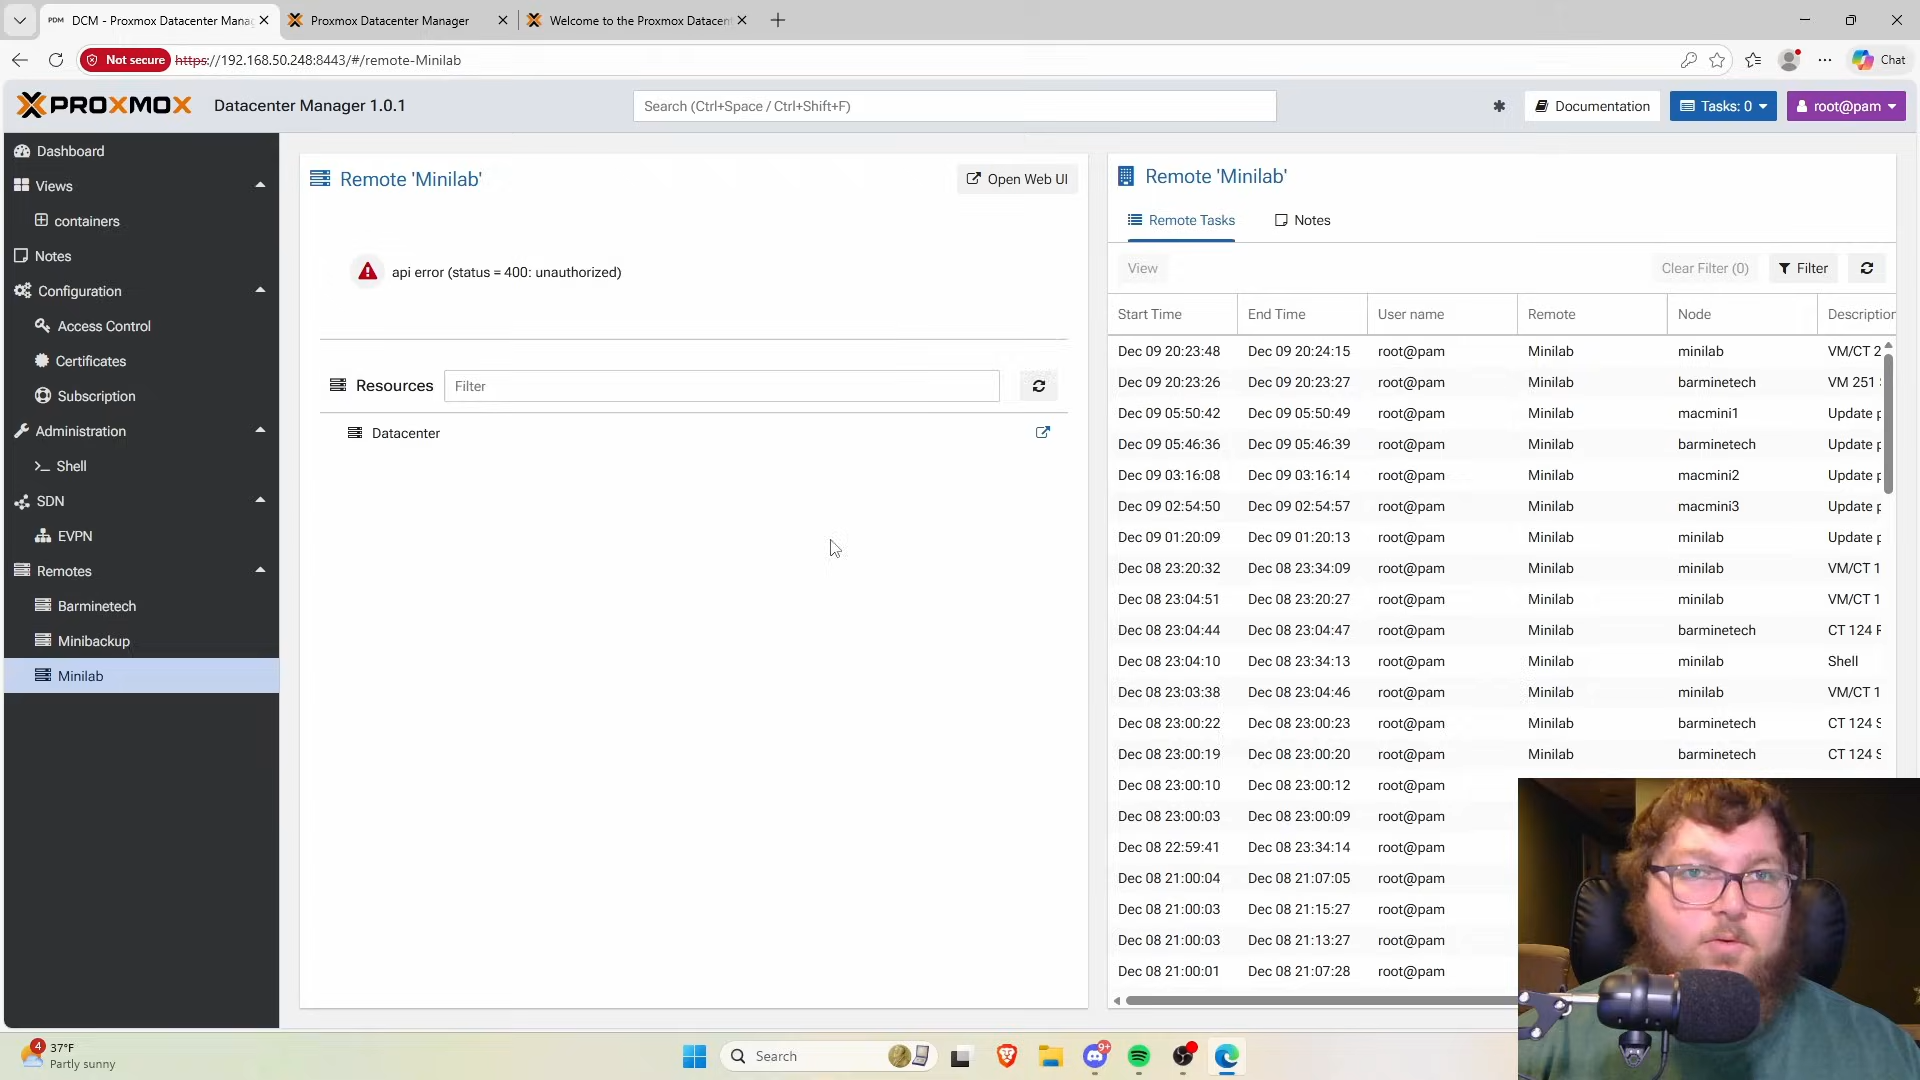 PDM DCM - Proxmox Datacenter Mana
Proxmox Datacenter Manager
Welcome to the Proxmox Datacen
Not secure https://192.168.50.248:8443/#/remote-Minilab
Chat
PROXMOX Datacenter Manager 1.0.1
Search (Ctrl+Space / Ctrl+Shift+F)
Documentation
Tasks: 0
root@pam
Dashboard
Views
containers
Notes
Configuration
Access Control
Certificates
Subscription
Administration
Shell
SDN
EVPN
Remotes
Barminetech
Minibackup
Minilab
Remote 'Minilab'
Open Web UI
api error (status = 400: unauthorized)
Resources Filter
Datacenter
Remote 'Minilab'
Remote Tasks Notes
View Clear Filter (0) Filter
Start Time End Time User name Remote Node Description
Dec 09 20:23:48 Dec 09 20:24:15 root@pam Minilab minilab VM/CT 2
Dec 09 20:23:26 Dec 09 20:23:27 root@pam Minilab barminetech VM 251
Dec 09 05:50:42 Dec 09 05:50:49 root@pam Minilab macmini1 Update p
Dec 09 05:46:36 Dec 09 05:46:39 root@pam Minilab barminetech Update p
Dec 09 03:16:08 Dec 09 03:16:14 root@pam Minilab macmini2 Update p
Dec 09 02:54:50 Dec 09 02:54:57 root@pam Minilab macmini3 Update p
Dec 09 01:20:09 Dec 09 01:20:13 root@pam Minilab minilab Update p
Dec 08 23:20:32 Dec 08 23:34:09 root@pam Minilab minilab VM/CT 1
Dec 08 23:04:51 Dec 08 23:20:27 root@pam Minilab minilab VM/CT 1
Dec 08 23:04:44 Dec 08 23:04:47 root@pam Minilab barminetech CT 124
Dec 08 23:04:10 Dec 08 23:34:13 root@pam Minilab minilab Shell
Dec 08 23:03:38 Dec 08 23:04:46 root@pam Minilab minilab VM/CT 1
Dec 08 23:00:22 Dec 08 23:00:23 root@pam Minilab barminetech CT 124 S
Dec 08 23:00:19 Dec 08 23:00:20 root@pam Minilab barminetech CT 124 S
Dec 08 23:00:10 Dec 08 23:00:12 root@pam
Dec 08 23:00:03 Dec 08 23:00:09 root@pam
Dec 08 22:59:41 Dec 08 23:34:14 root@pam
Dec 08 21:00:04 Dec 08 21:07:05 root@pam
Dec 08 21:00:03 Dec 08 21:15:27 root@pam
Dec 08 21:00:03 Dec 08 21:13:27 root@pam
Dec 08 21:00:01 Dec 08 21:07:28 root@pam
4 37°F
Partly sunny
Search
9+